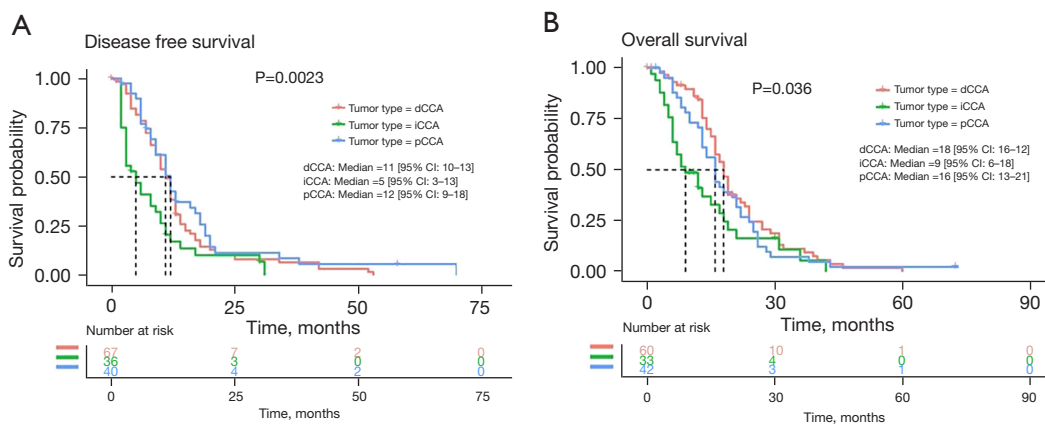 A
Disease free survival
P=0.0023
1.00
0.75
0.50
0.25
0.00
Survival probability
Tumor type = dCCA
Tumor type = iCCA
Tumor type = pCCA
dCCA: Median =11 [95% CI: 10–13]
iCCA: Median =5 [95% CI: 3–13]
pCCA: Median =12 [95% CI: 9–18]
0 25 50 75
Time, months
Number at risk
67 7 2 0
36 3 0 0
40 4 2 0
0 25 50 75
Time, months
B
Overall survival
P=0.036
1.00
0.75
0.50
0.25
0.00
Survival probability
Tumor type = dCCA
Tumor type = iCCA
Tumor type = pCCA
dCCA: Median =18 [95% CI: 16–12]
iCCA: Median =9 [95% CI: 6–18]
pCCA: Median =16 [95% CI: 13–21]
0 30 60 90
Time, months
Number at risk
60 10 1 0
33 4 0 0
42 3 1 0
0 30 60 90
Time, months